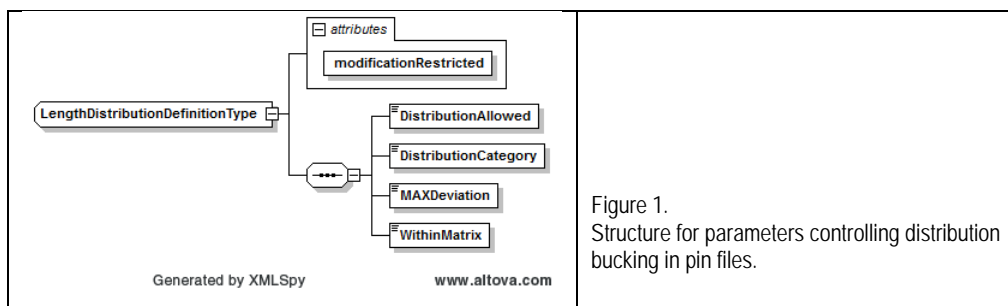 attributes
modificationRestricted
LengthDistributionDefinitionType
DistributionAllowed
DistributionCategory
MAXDeviation
WithinMatrix
Generated by XMLSpy
www.altova.com
Figure 1.
Structure for parameters controlling distribution
bucking in pin files.